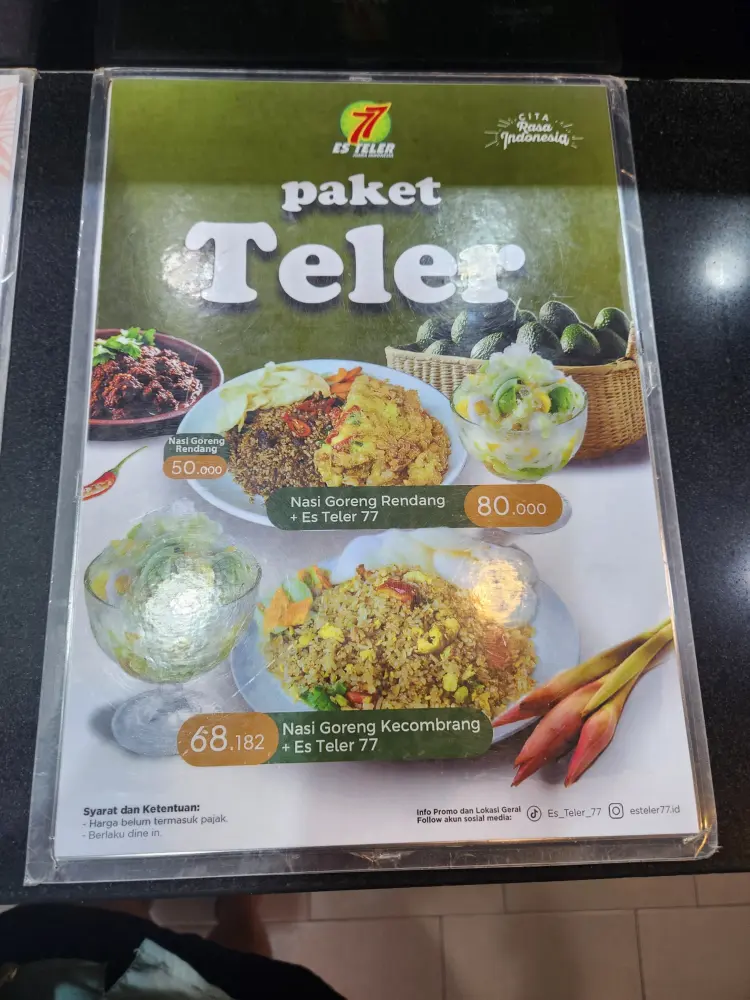 77
ES TELER
CITA
Rasa
Indonesia
paket
Teler
Nasi Goreng
Rendang
50.000
Nasi Goreng Rendang
+ Es Teler 77
80.000
68.182
Nasi Goreng Kecombrang
+ Es Teler 77
Syarat dan Ketentuan:
- Harga belum termasuk pajak.
- Berlaku dine in.
Info Promo dan Lokasi Gerai
Follow akun sosial media:
Es_Teler_77
esteler77.id